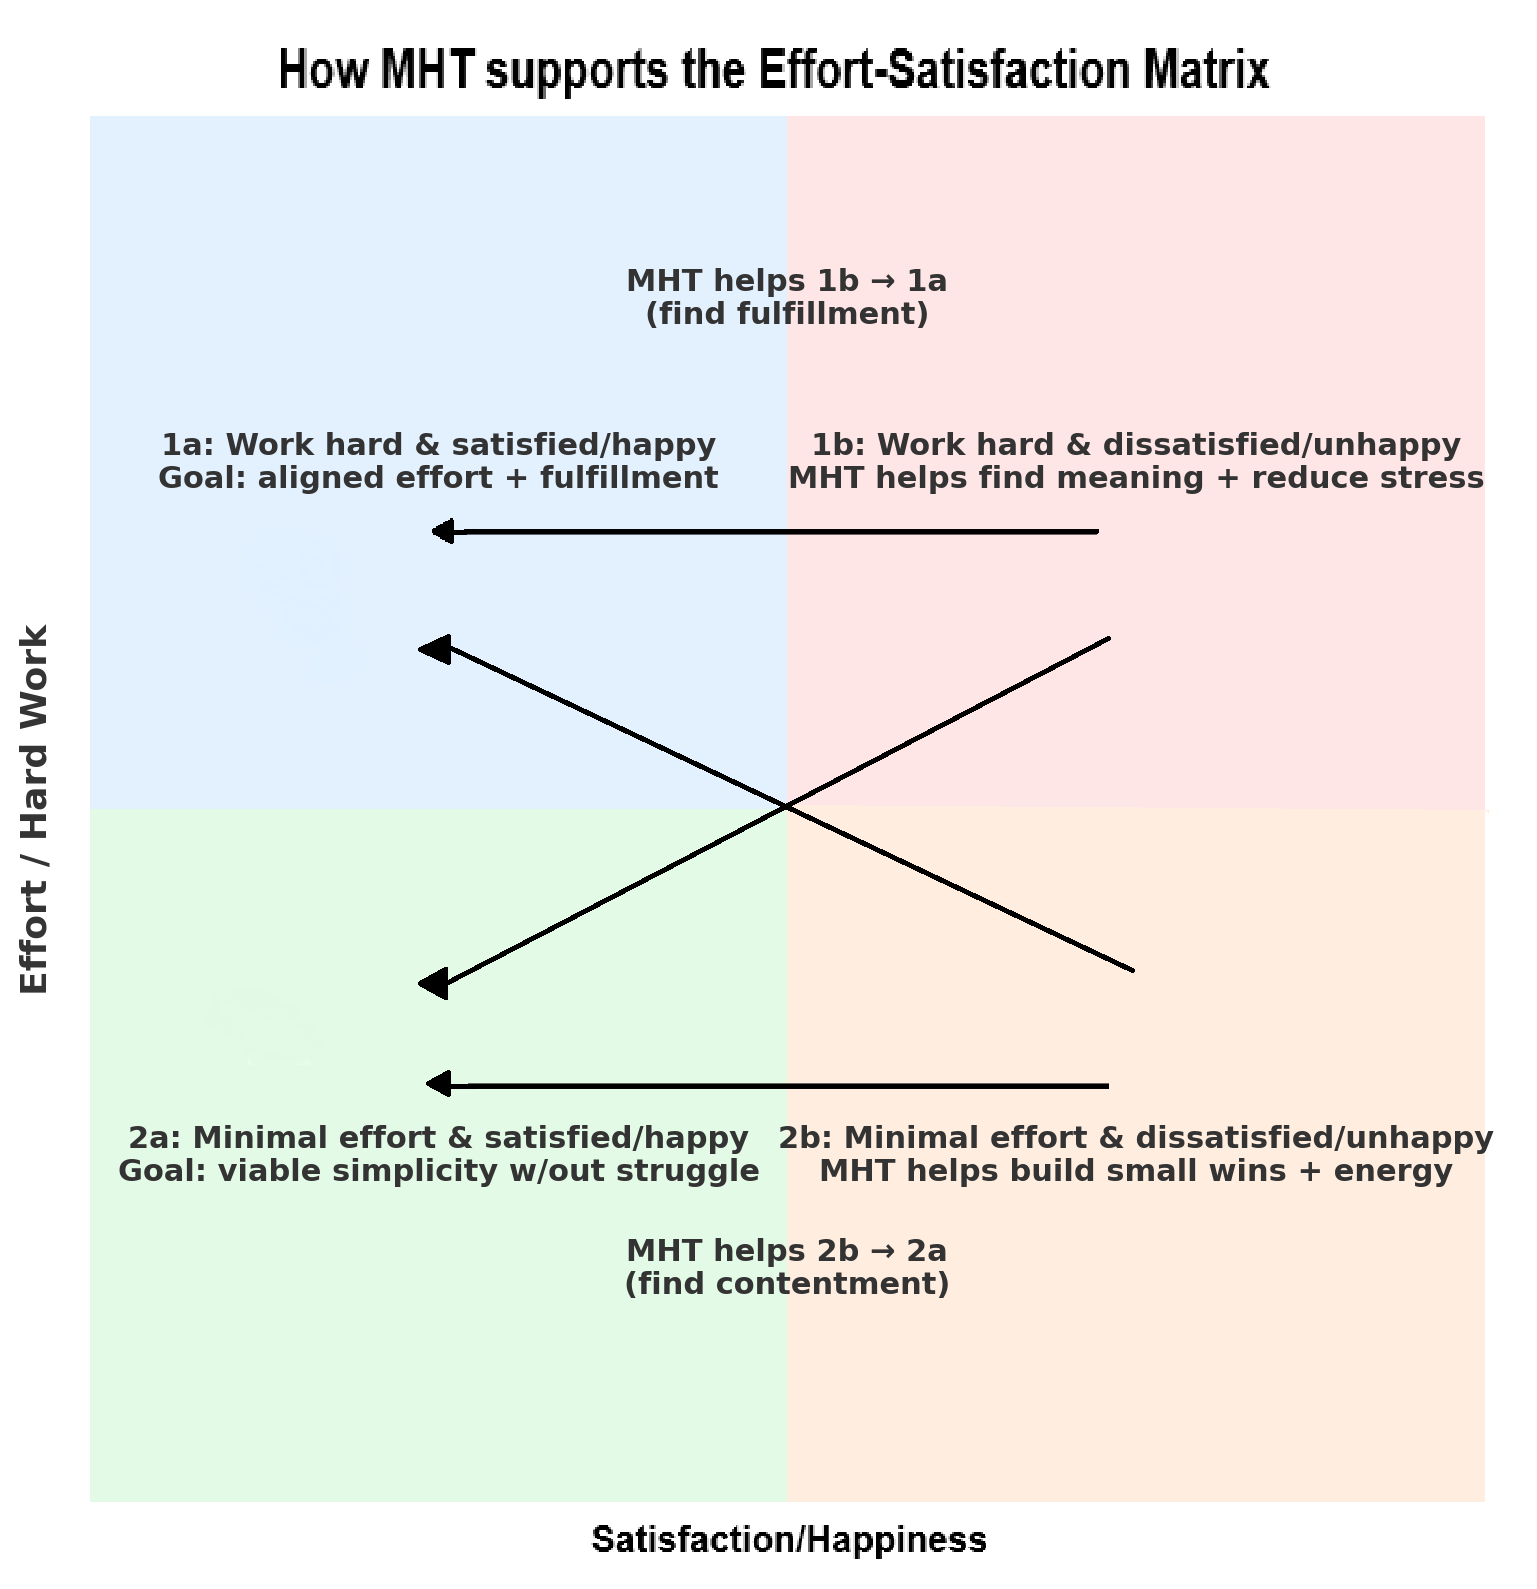 How MHT supports the Effort-Satisfaction Matrix
MHT helps 1b → 1a
(find fulfillment)
1a: Work hard & satisfied/happy
Goal: aligned effort + fulfillment
1b: Work hard & dissatisfied/unhappy
MHT helps find meaning + reduce stress
Effort / Hard Work
2a: Minimal effort & satisfied/happy
Goal: viable simplicity w/out struggle
2b: Minimal effort & dissatisfied/unhappy
MHT helps build small wins + energy
MHT helps 2b → 2a
(find contentment)
Satisfaction/Happiness